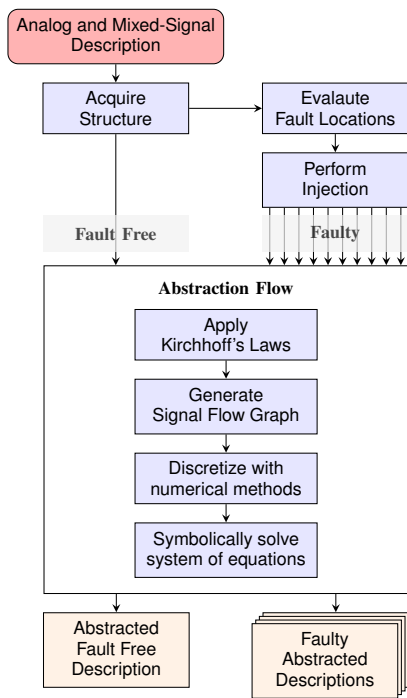 Analog and Mixed-Signal
Description
Acquire
Structure
Evalaute
Fault Locations
Perform
Injection
Fault Free
Faulty
Abstraction Flow
Apply
Kirchhoff's Laws
Generate
Signal Flow Graph
Discretize with
numerical methods
Symbolically solve
system of equations
Abstracted
Fault Free
Description
Faulty
Abstracted
Descriptions